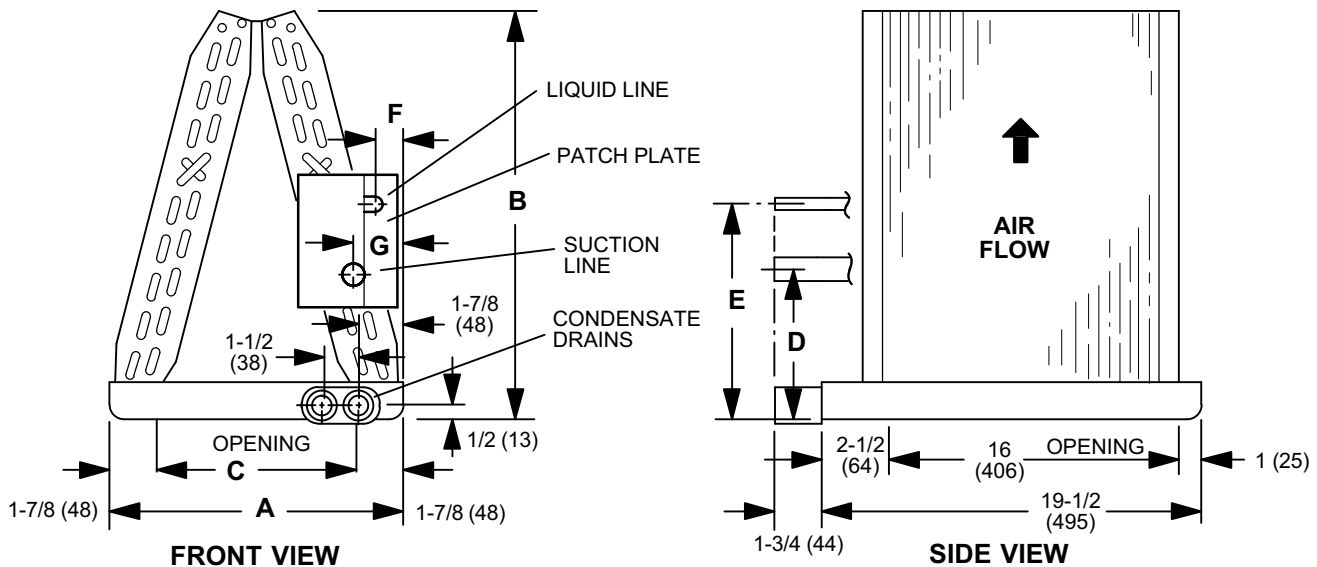 LIQUID LINE
F
PATCH PLATE
B
G
SUCTION
LINE
1-7/8
(48)
1-1/2
(38)
CONDENSATE
DRAINS
1/2 (13)
OPENING
C
1-7/8 (48)
A
1-7/8 (48)
FRONT VIEW
AIR
FLOW
E
D
2-1/2
(64)
16
(406)
OPENING
1 (25)
19-1/2
(495)
1-3/4 (44)
SIDE VIEW